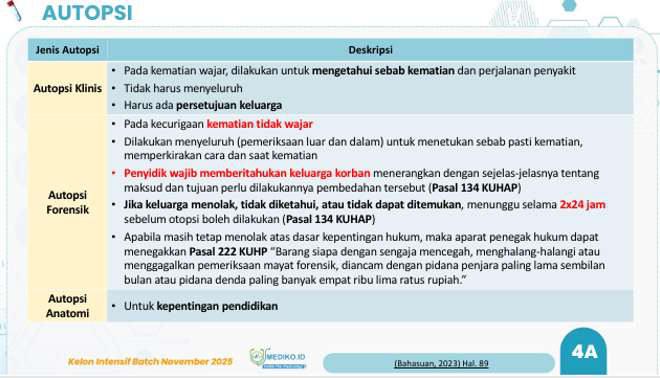 AUTOPSI
Jenis Autopsi
Deskripsi
Autopsi Klinis
• Pada kematian wajar, dilakukan untuk mengetahui sebab kematian dan perjalanan penyakit
• Tidak harus menyeluruh
• Harus ada persetujuan keluarga
Autopsi
Forensik
• Pada kecurigaan kematian tidak wajar
• Dilakukan menyeluruh (pemeriksaan luar dan dalam) untuk menetukan sebab pasti kematian,
memperkirakan cara dan saat kematian
• Penyidik wajib memberitahukan keluarga korban menerangkan dengan sejelas-jelasnya tentang
maksud dan tujuan perlu dilakukannya pembedahan tersebut (Pasal 134 KUHAP)
• Jika keluarga menolak, tidak diketahui, atau tidak dapat ditemukan, menunggu selama 2x24 jam
sebelum otopsi boleh dilakukan (Pasal 134 KUHAP)
• Apabila masih tetap menolak atas dasar kepentingan hukum, maka aparat penegak hukum dapat
menegakkan Pasal 222 KUHP “Barang siapa dengan sengaja mencegah, menghalang-halangi atau
menggagalkan pemeriksaan mayat forensik, diancam dengan pidana penjara paling lama sembilan
bulan atau pidana denda paling banyak empat ribu lima ratus rupiah.”
Autopsi
Anatomi
• Untuk kepentingan pendidikan
Kelon Intensif Batch November 2025
MEDIKO.ID
(Bahasuan, 2023) Hal. 89
4A